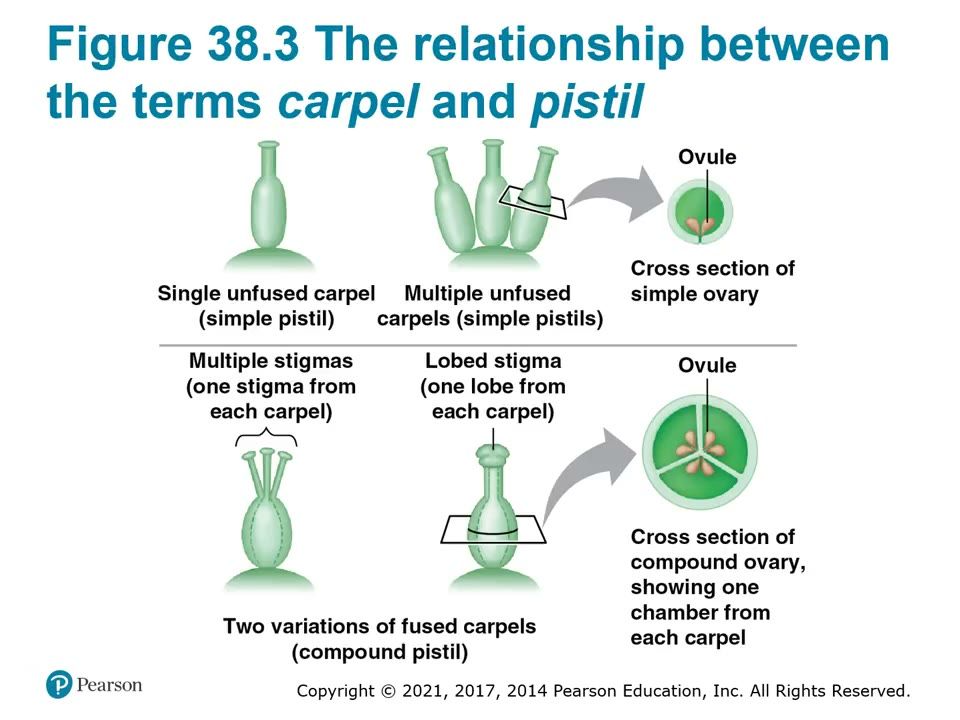 Figure 38.3 The relationship between
the terms carpel and pistil
Ovule
Cross section of
simple ovary
Single unfused carpel
(simple pistil)
Multiple unfused
carpels (simple pistils)
Multiple stigmas
(one stigma from
each carpel)
Lobed stigma
(one lobe from
each carpel)
Ovule
Cross section of
compound ovary,
showing one
chamber from
each carpel
Two variations of fused carpels
(compound pistil)
P Pearson
Copyright © 2021, 2017, 2014 Pearson Education, Inc. All Rights Reserved.